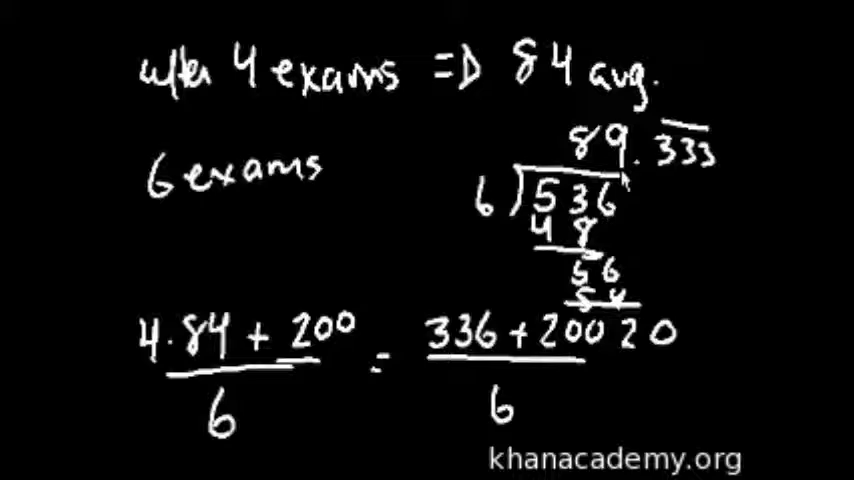 after 4 exams => 84 avg.
6 exams
89.333
6 ) 536
48
56
54
20
4·84 + 200 = 336 + 200
6 6
khanacademy.org